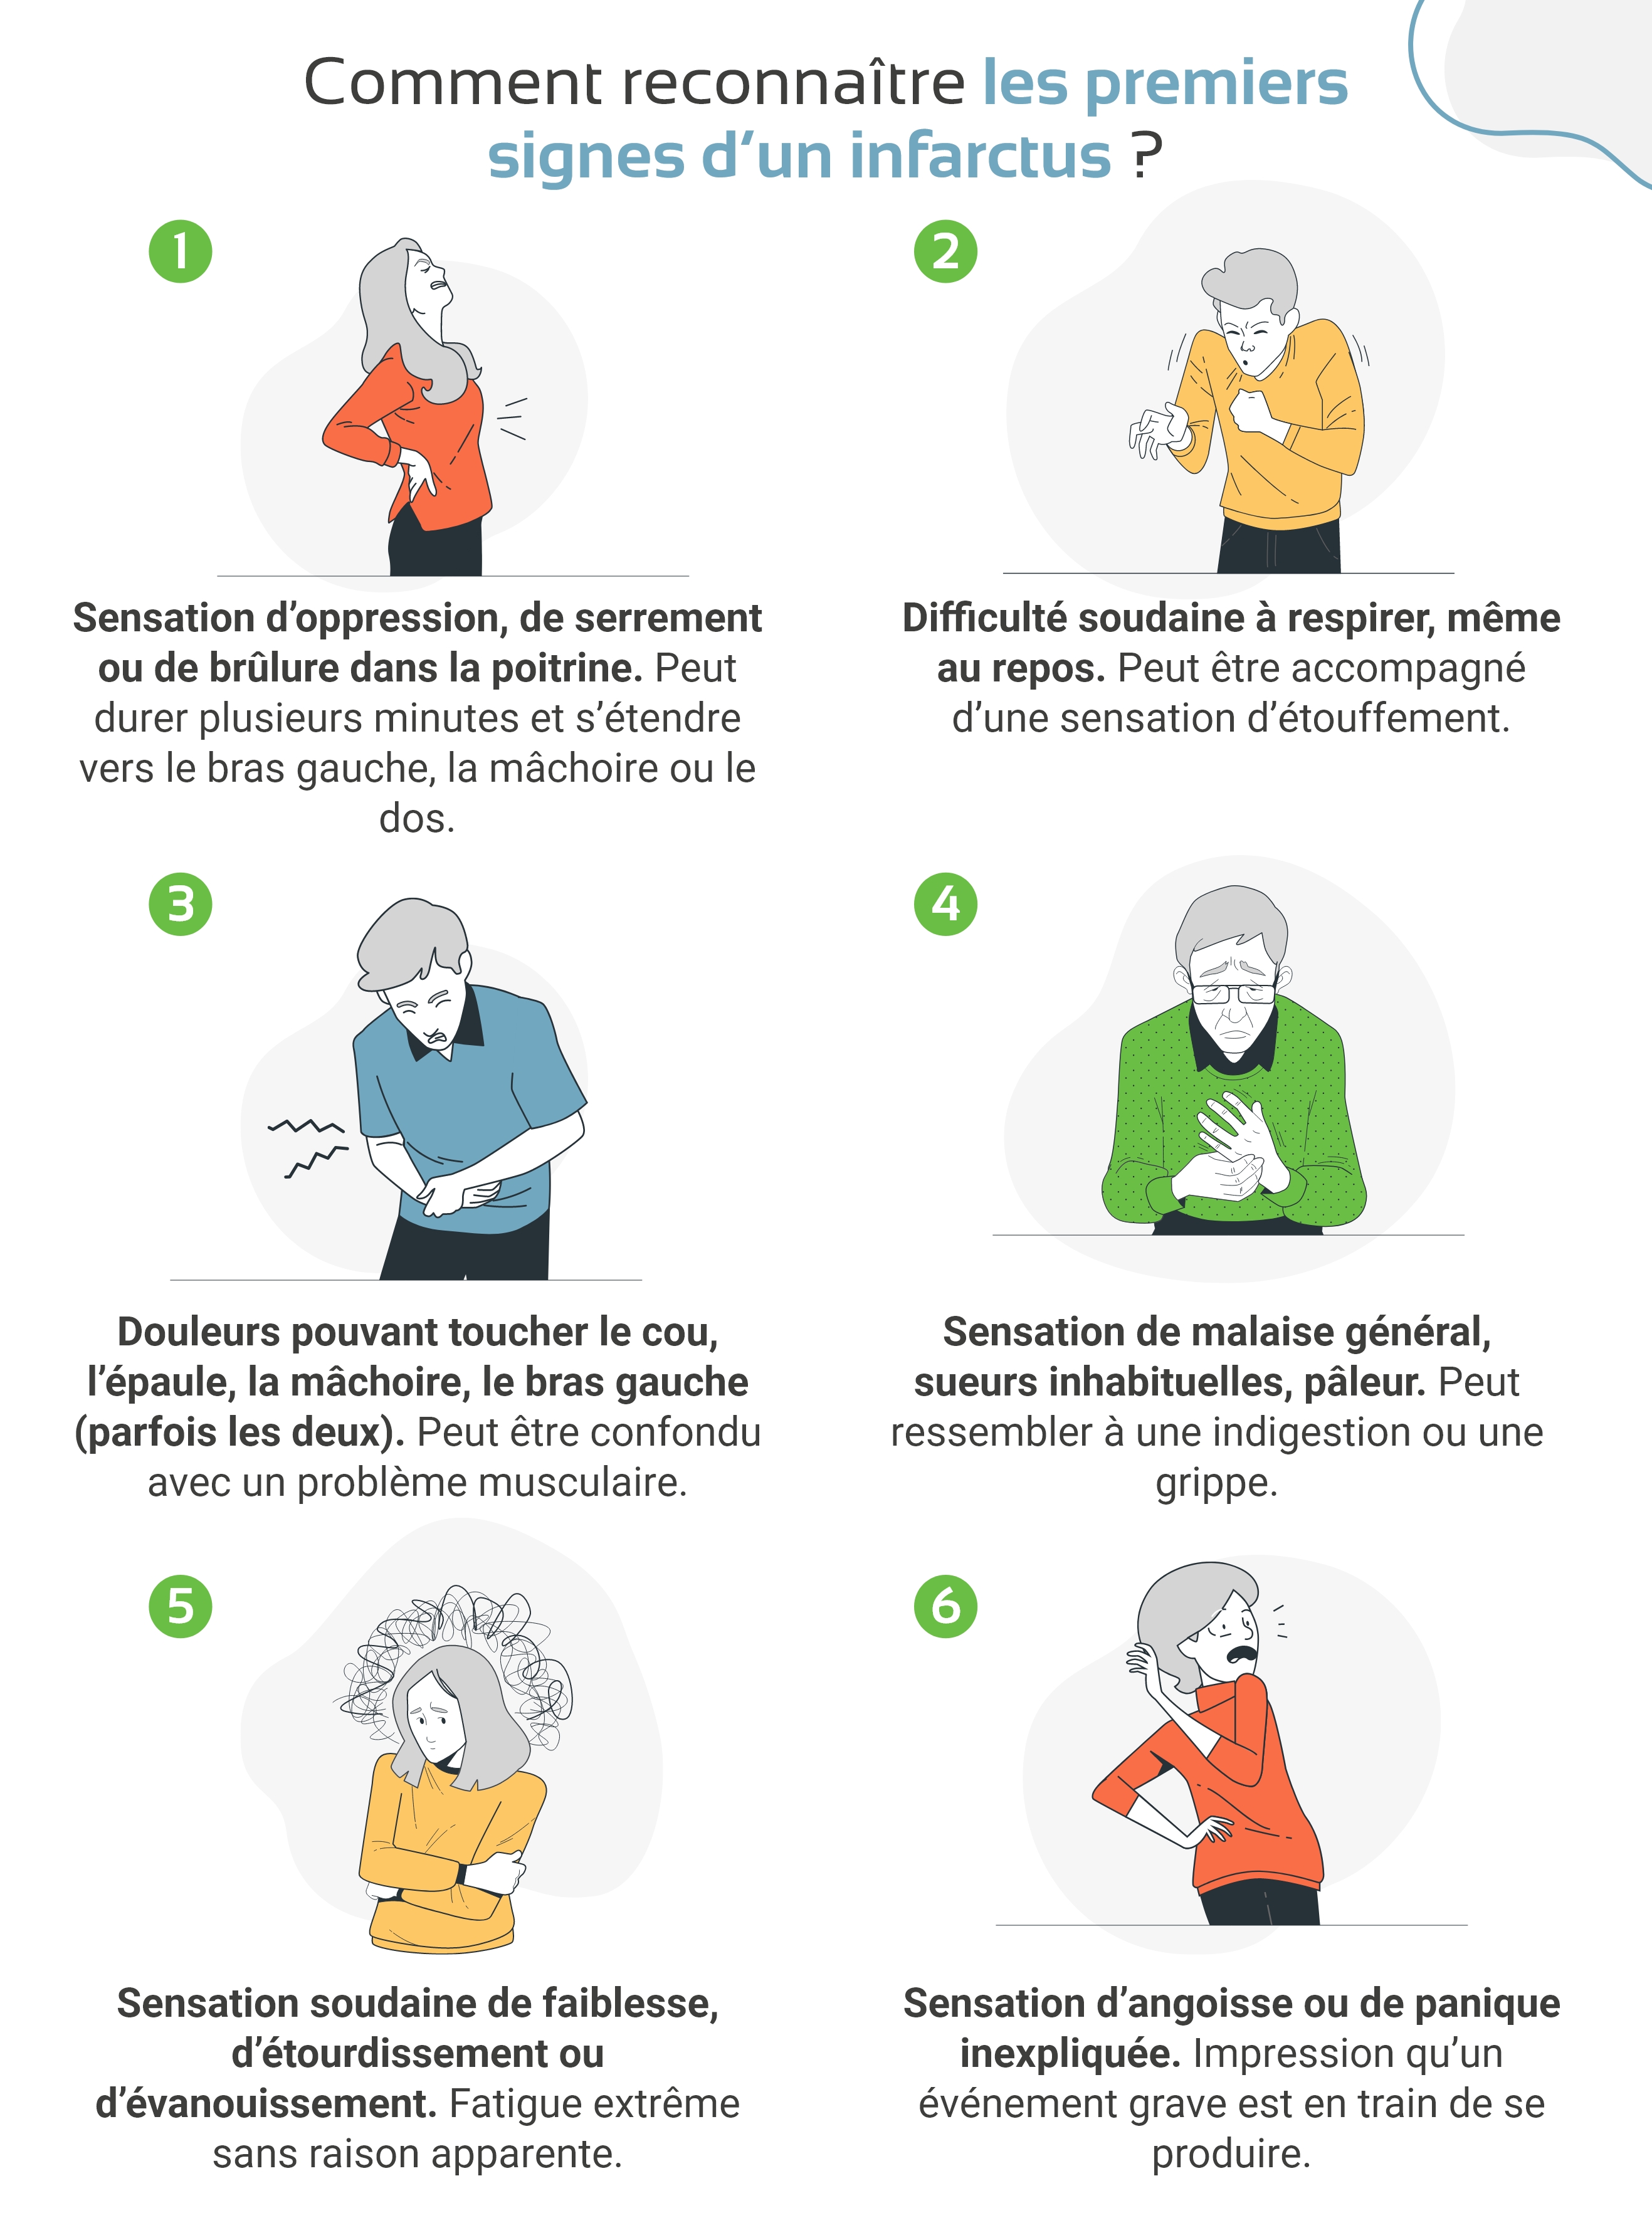 Comment reconnaître les premiers
signes d‘un infarctus ?
1
Sensation d’oppression, de serrement
ou de brûlure dans la poitrine. Peut
durer plusieurs minutes et s’étendre
vers le bras gauche, la mâchoire ou le
dos.
2
Difficulté soudaine à respirer, même
au repos. Peut être accompagné
d’une sensation d’étouffement.
3
Douleurs pouvant toucher le cou,
l’épaule, la mâchoire, le bras gauche
(parfois les deux). Peut être confondu
avec un problème musculaire.
4
Sensation de malaise général,
sueurs inhabituelles, pâleur. Peut
ressembler à une indigestion ou une
grippe.
5
Sensation soudaine de faiblesse,
d’étourdissement ou
d’évanouissement. Fatigue extrême
sans raison apparente.
6
Sensation d’angoisse ou de panique
inexpliquée. Impression qu’un
événement grave est en train de se
produire.